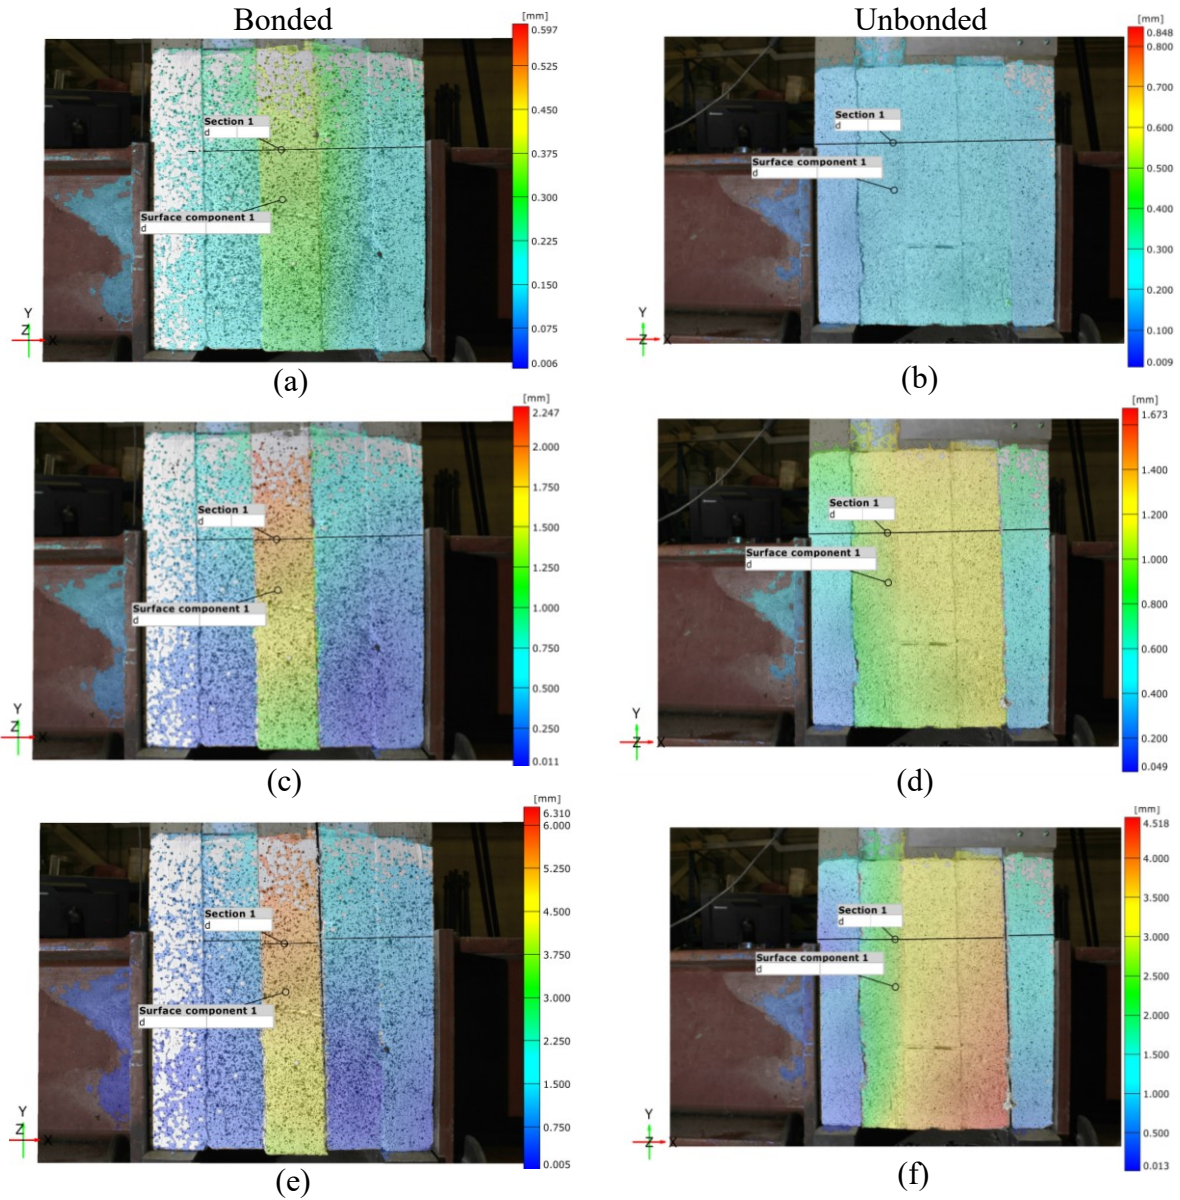 Bonded
Unbonded
[mm]
0.597
0.525
0.450
0.375
0.300
0.225
0.150
0.075
0.006
Section 1
d
Surface component 1
d
Y
Z
X
(a)
[mm]
0.848
0.800
0.700
0.600
0.500
0.400
0.300
0.200
0.100
0.009
Section 1
d
Surface component 1
d
Y
Z
X
(b)
[mm]
2.247
2.000
1.750
1.500
1.250
1.000
0.750
0.500
0.250
0.011
Section 1
d
Surface component 1
d
Y
Z
X
(c)
[mm]
1.673
1.400
1.200
1.000
0.800
0.600
0.400
0.200
0.049
Section 1
d
Surface component 1
d
Y
Z
X
(d)
[mm]
6.310
6.000
5.250
4.500
3.750
3.000
2.250
1.500
0.750
0.005
Section 1
d
Surface component 1
d
Y
Z
X
(e)
[mm]
4.518
4.000
3.500
3.000
2.500
2.000
1.500
1.000
0.500
0.013
Section 1
d
Surface component 1
d
Y
Z
X
(f)